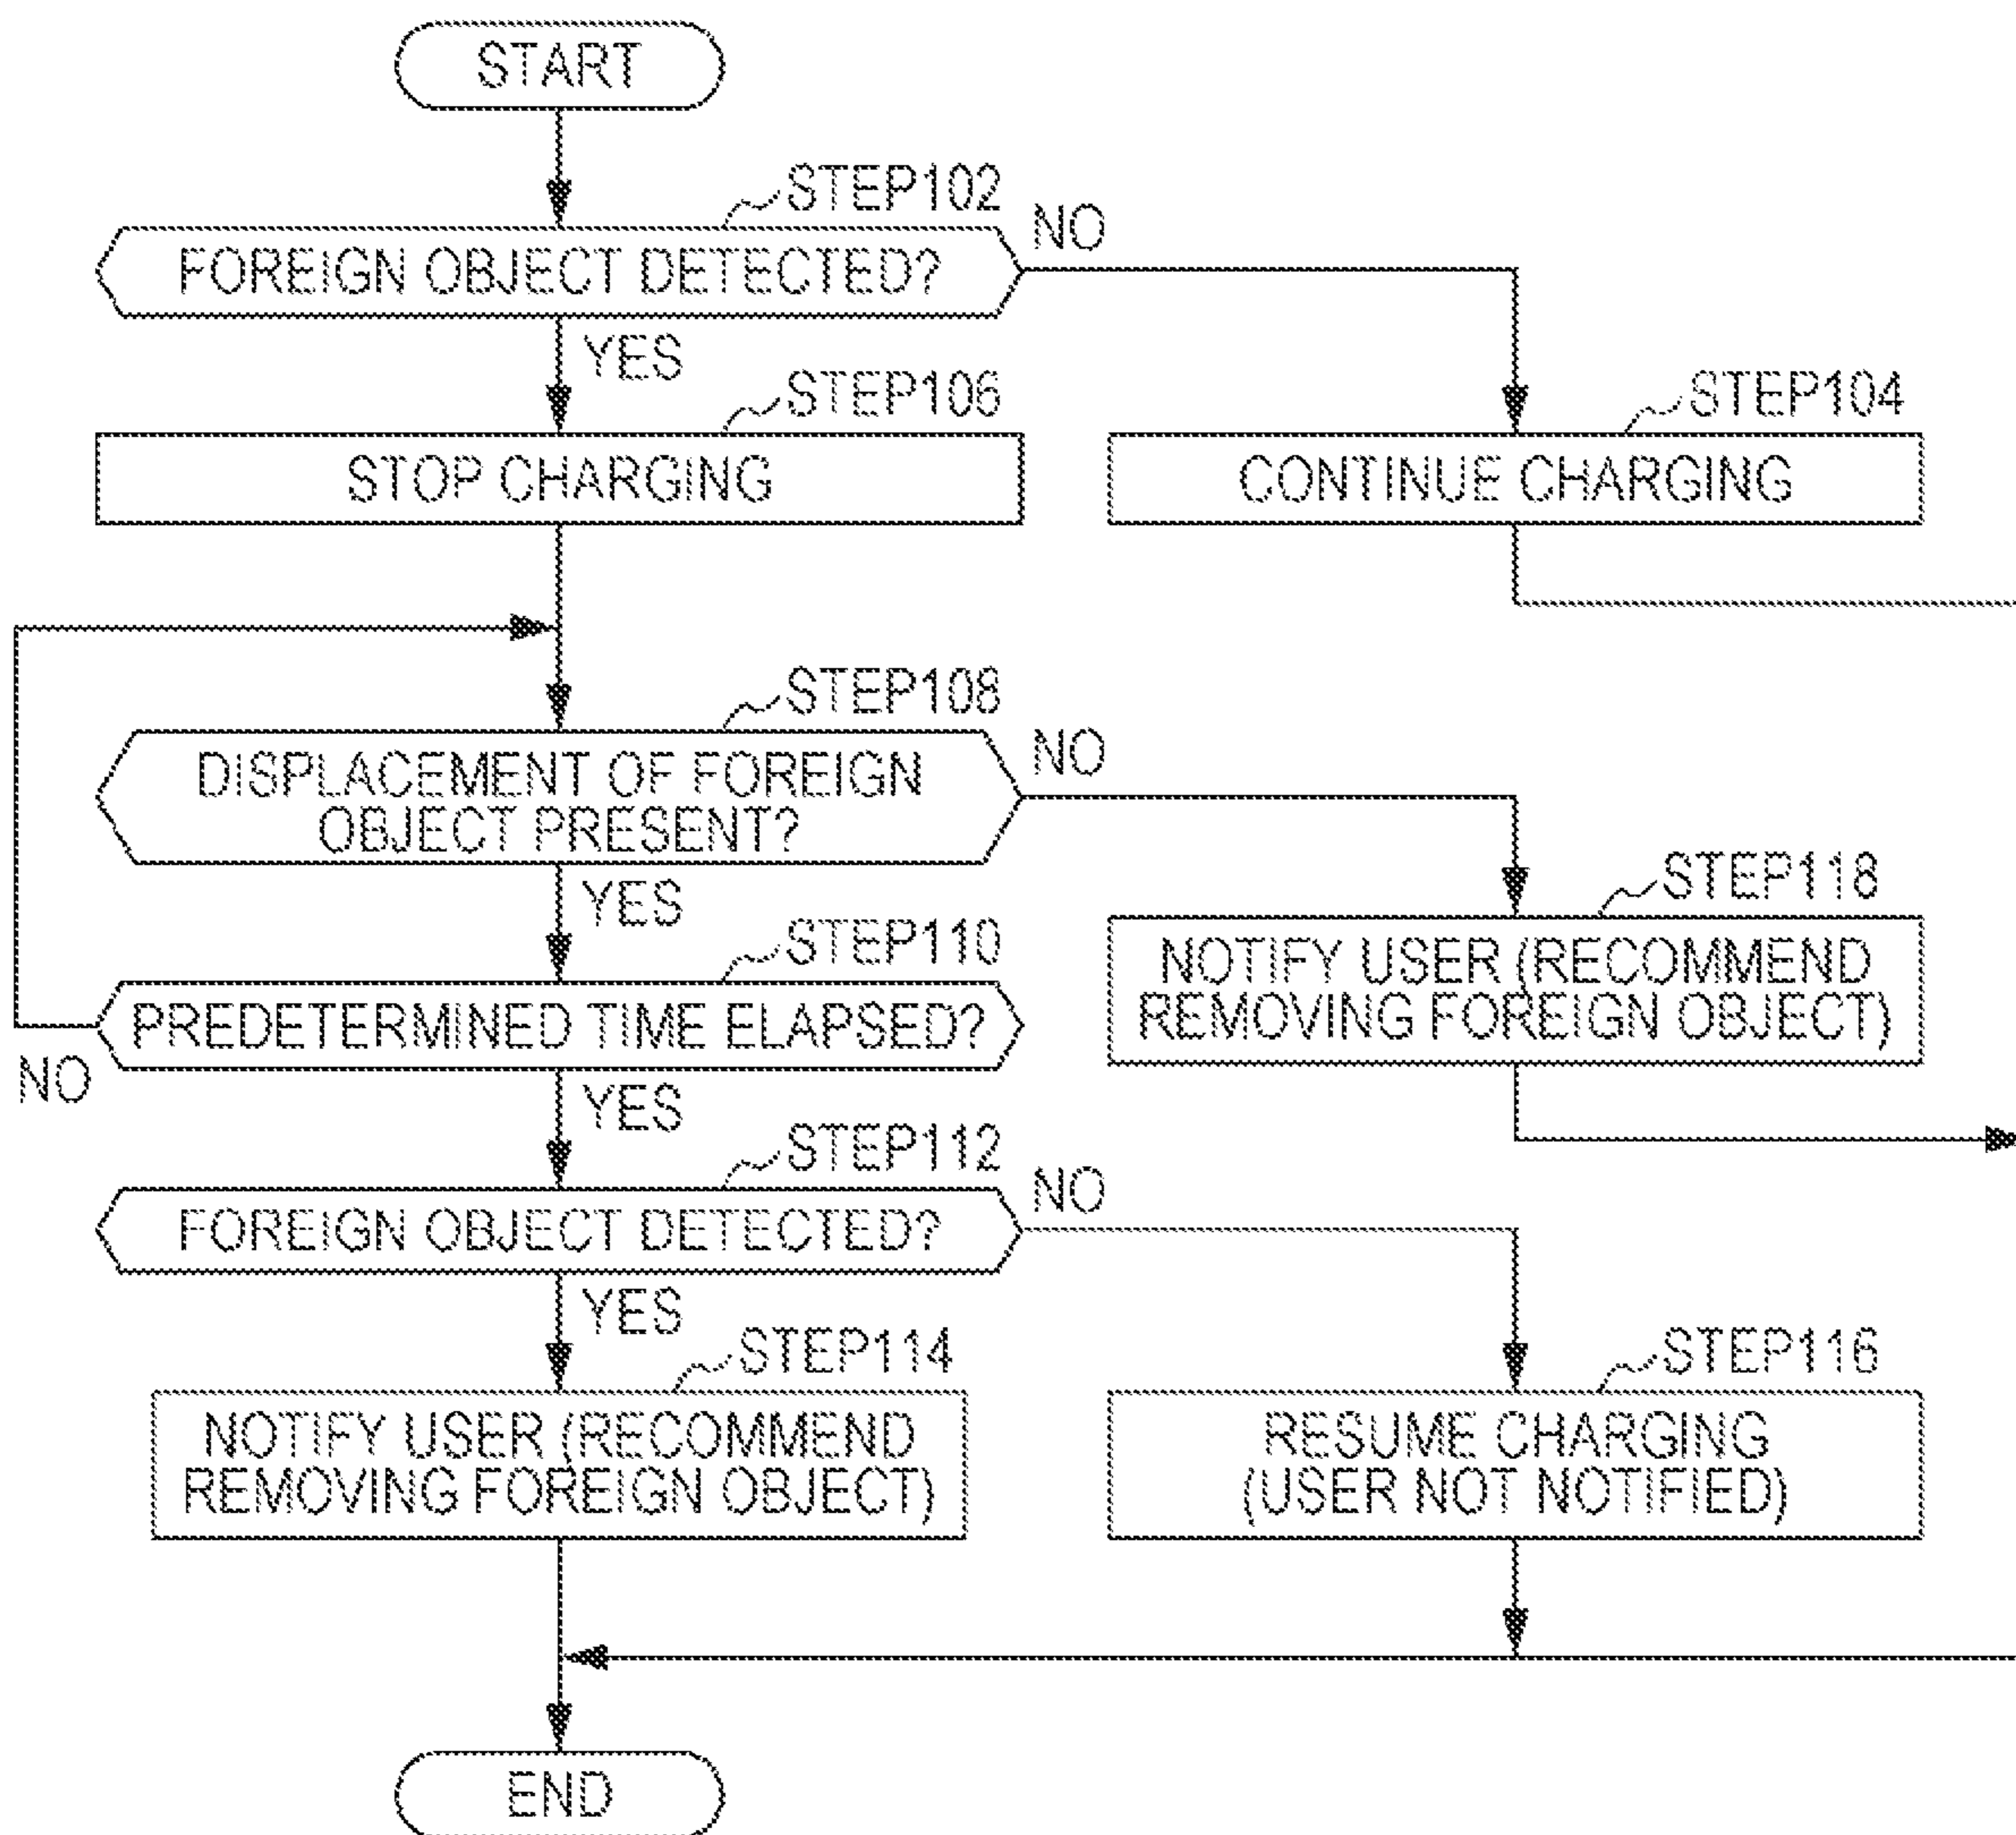 START
STEP102
FOREIGN OBJECT DETECTED?
NO
YES
STEP106
STOP CHARGING
STEP104
CONTINUE CHARGING
STEP108
DISPLACEMENT OF FOREIGN
OBJECT PRESENT?
NO
YES
STEP118
NOTIFY USER (RECOMMEND
REMOVING FOREIGN OBJECT)
STEP110
PREDETERMINED TIME ELAPSED?
NO
YES
STEP112
FOREIGN OBJECT DETECTED?
NO
YES
STEP114
NOTIFY USER (RECOMMEND
REMOVING FOREIGN OBJECT)
STEP116
RESUME CHARGING
(USER NOT NOTIFIED)
END